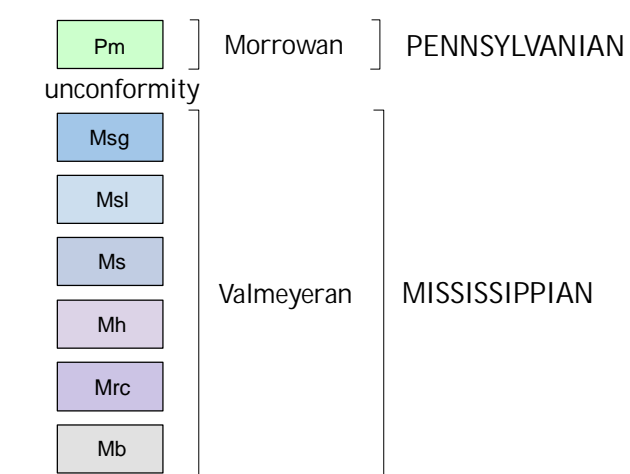 Pm Morrowan PENNSYLVANIAN
unconformity
Msg
Msl
Ms
Valmeyeran MISSISSIPPIAN
Mh
Mrc
Mb